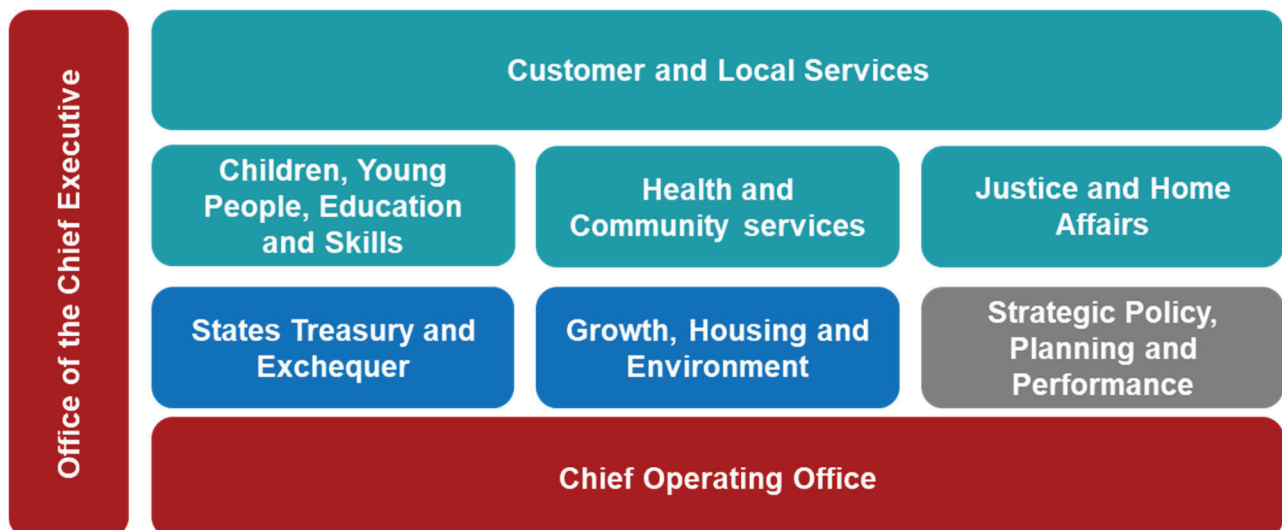 Office of the Chief Executive
Customer and Local Services
Children, Young
People, Education
and Skills
Health and
Community services
Justice and Home
Affairs
States Treasury and
Exchequer
Growth, Housing and
Environment
Strategic Policy,
Planning and
Performance
Chief Operating Office